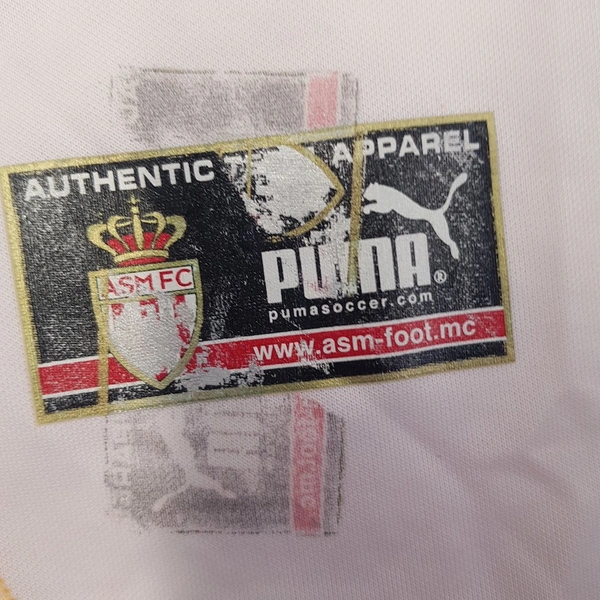 AUTHENTIC APPAREL
ASM FC
PUMA®
pumasoccer.com
www.asm-foot.mc